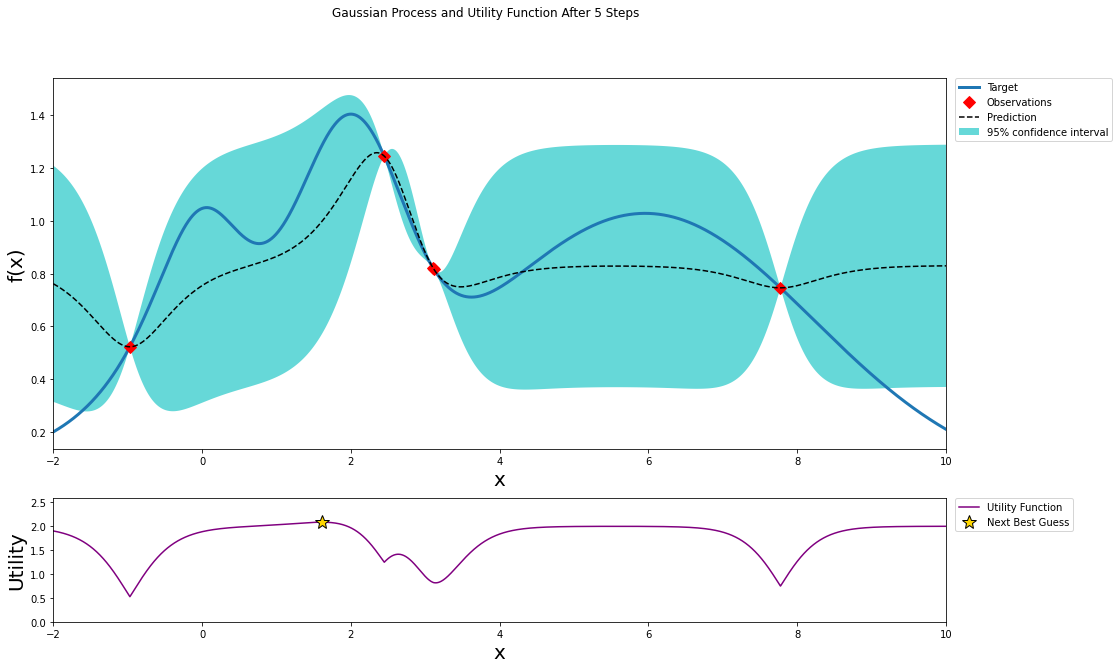 Gaussian Process and Utility Function After 5 Steps
f(x)
1.4
1.2
1.0
0.8
0.6
0.4
0.2
−2
0
2
4
6
8
10
x
Target
Observations
Prediction
95% confidence interval
Utility
2.5
2.0
1.5
1.0
0.5
0.0
−2
0
2
4
6
8
10
x
Utility Function
Next Best Guess